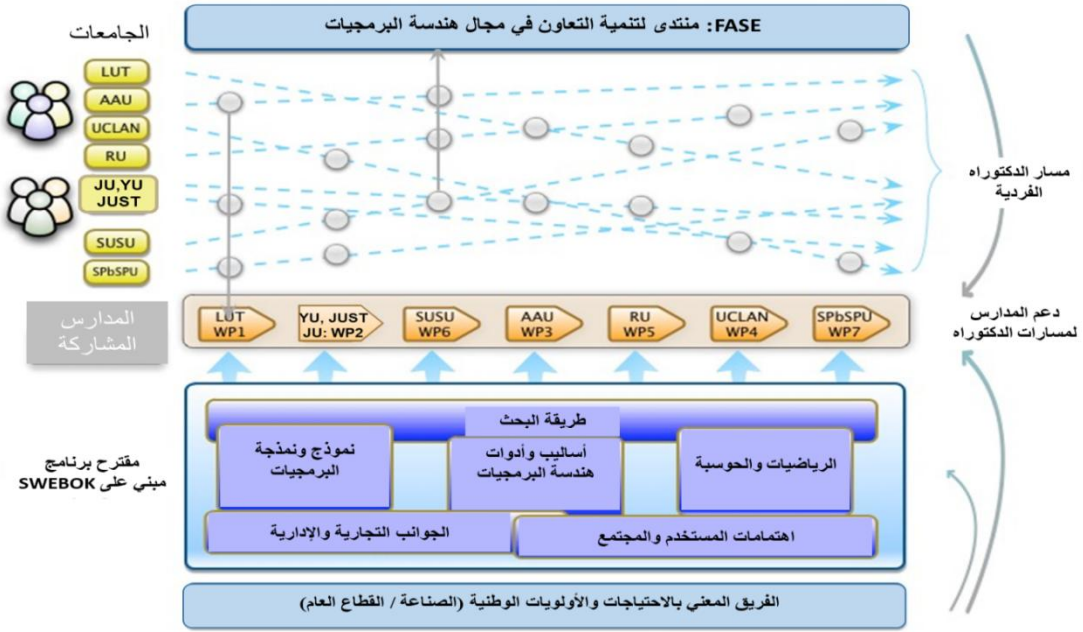 FASE: منتدى لتنمية التعاون في مجال هندسة البرمجيات
الجامعات
LUT
AAU
UCLAN
RU
JU,YU
JUST
SUSU
SPbSPU
مسار الدكتوراه
الفردية
المدارس
المشاركة
LUT
WP1
YU, JUST
JU: WP2
SUSU
WP6
AAU
WP3
RU
WP5
UCLAN
WP4
SPbSPU
WP7
دعم المدارس
لمسارات الدكتوراه
طريقة البحث
نموذج ونمذجة
البرمجيات
أساليب وأدوات
هندسة البرمجيات
الرياضيات والحوسبة
الجوانب التجارية والإدارية
اهتمامات المستخدم والمجتمع
مقترح برنامج
مبني على SWEBOK
الفريق المعني بالاحتياجات والأولويات الوطنية (الصناعة / القطاع العام)